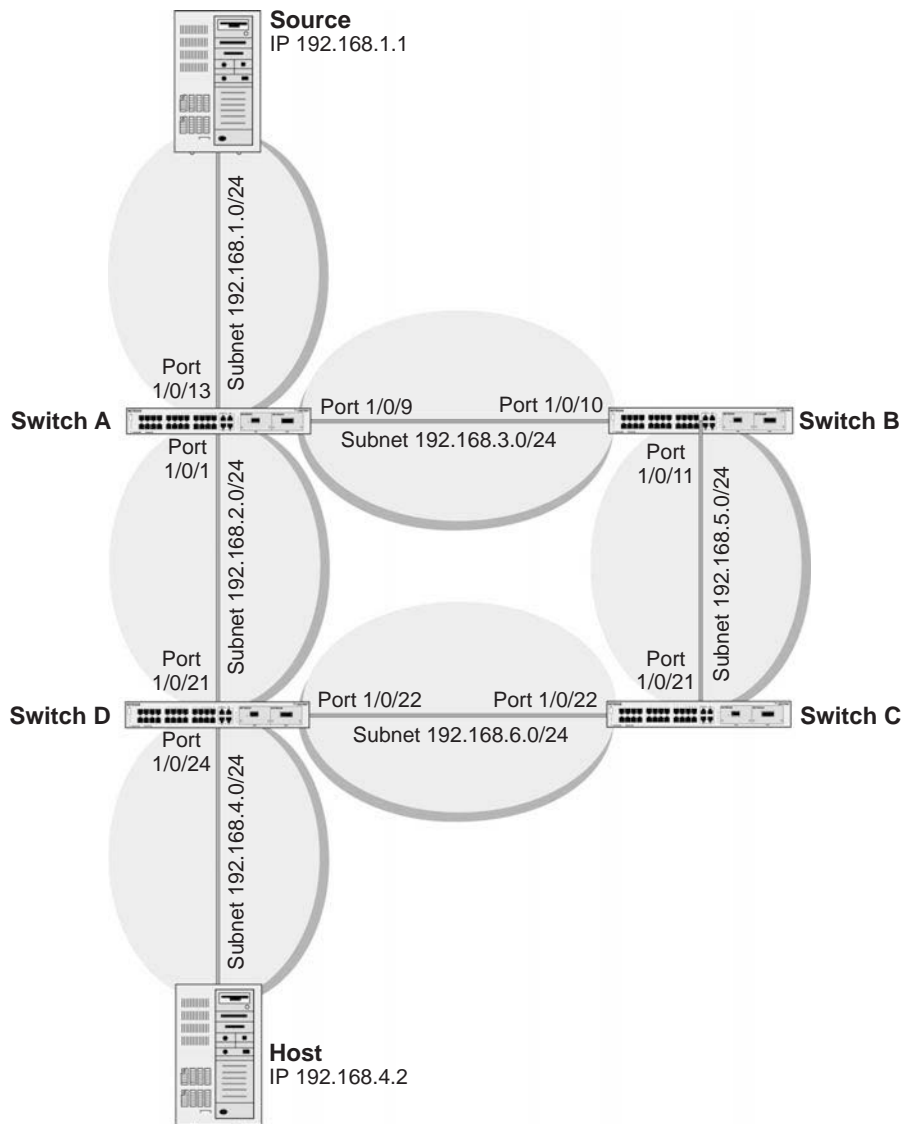 Source
IP 192.168.1.1
Subnet 192.168.1.0/24
Port
1/0/13
Switch A
Port 1/0/9
Port 1/0/10
Switch B
Subnet 192.168.3.0/24
Port
1/0/1
Port
1/0/11
Subnet 192.168.2.0/24
Subnet 192.168.5.0/24
Port
1/0/21
Port
1/0/21
Switch D
Port 1/0/22
Port 1/0/22
Switch C
Subnet 192.168.6.0/24
Port
1/0/24
Subnet 192.168.4.0/24
Host
IP 192.168.4.2